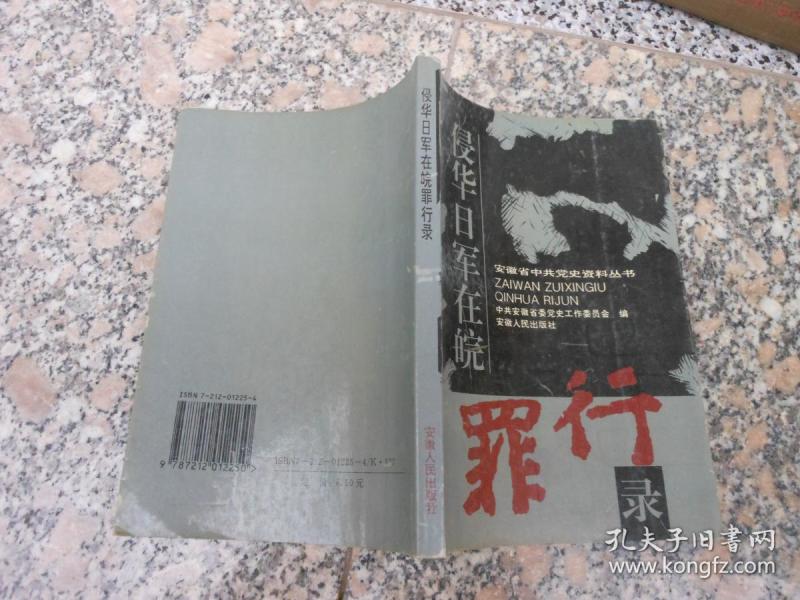 侵华日军在皖
罪行
录
安徽省中共党史资料丛书
ZAIWAN ZUIXINGIU
QINHUA RIJUN
中共安徽省委党史工作委员会 编
安徽人民出版社
侵华日军在皖罪行录
安徽人民出版社
ISBN 7-212-01225-4
9 787212 012250 >
孔夫子旧书网
www.kongfz.com